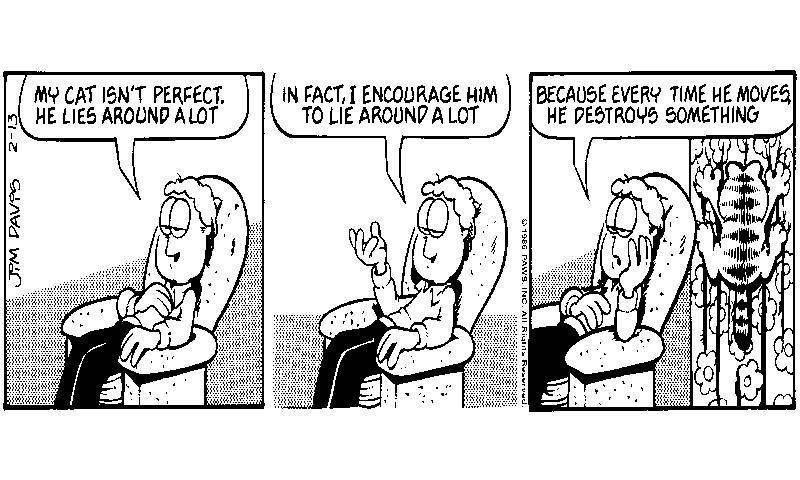 MY CAT ISN'T PERFECT.
HE LIES AROUND A LOT
JIM DAVIS 2-13
IN FACT, I ENCOURAGE HIM
TO LIE AROUND A LOT
© 1986 PAWS, INC. All Rights Reserved.
BECAUSE EVERY TIME HE MOVES,
HE DESTROYS SOMETHING